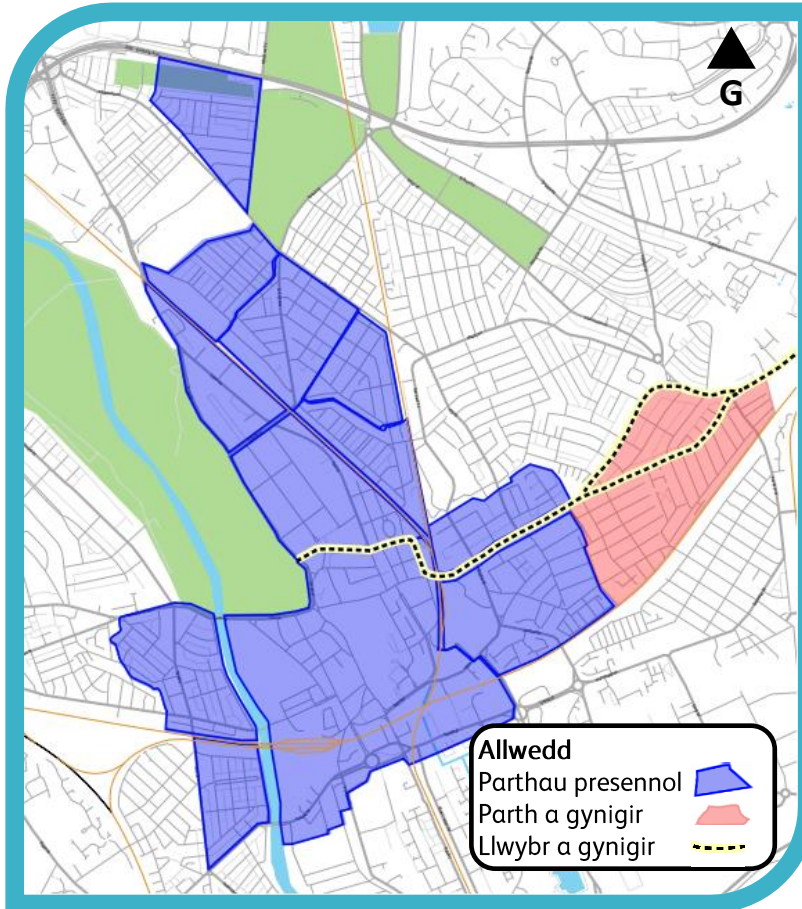 G
Allwedd
Parthau presennol
Parth a gynigir
Llwybr a gynigir